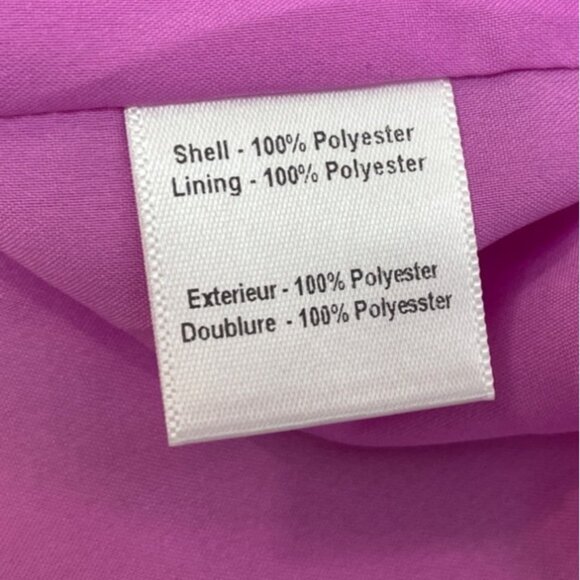 Shell - 100% Polyester
Lining - 100% Polyester
Exterieur - 100% Polyester
Doublure - 100% Polyesster